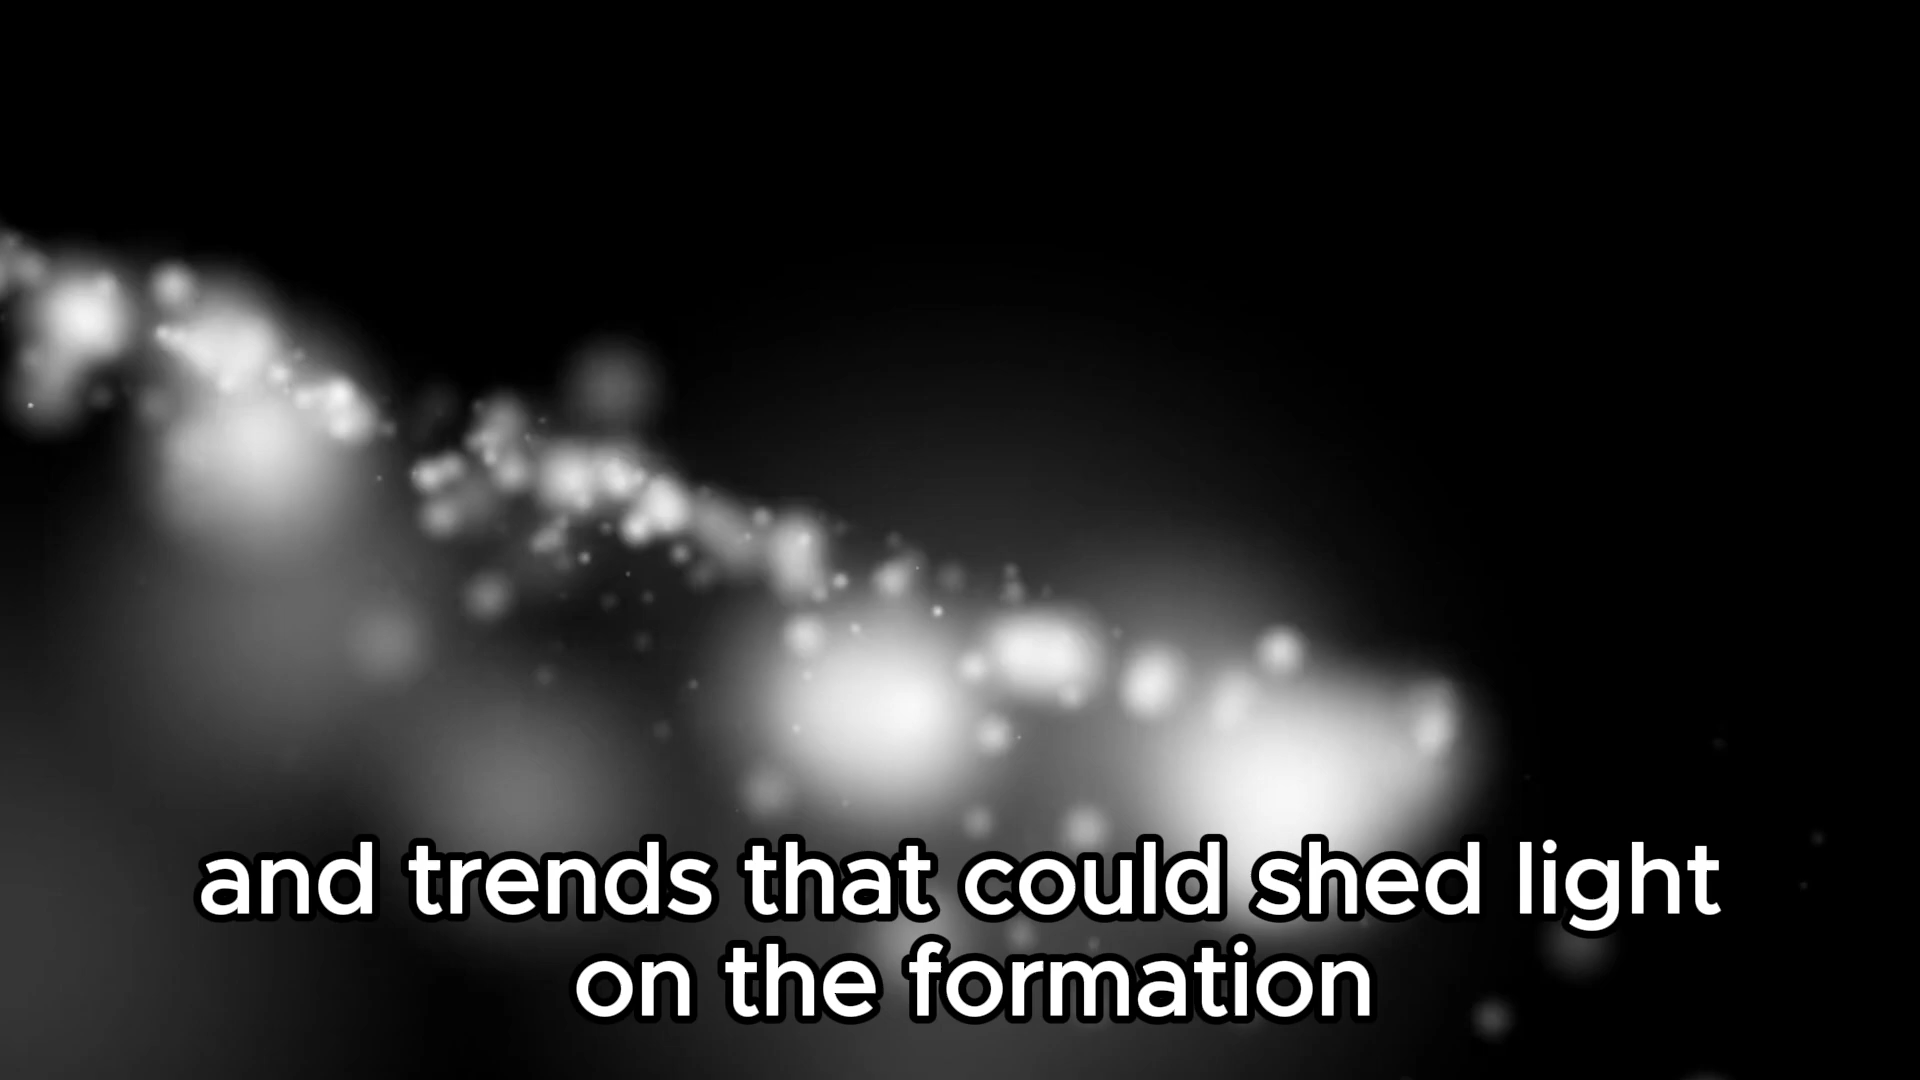 and trends that could shed light
on the formation